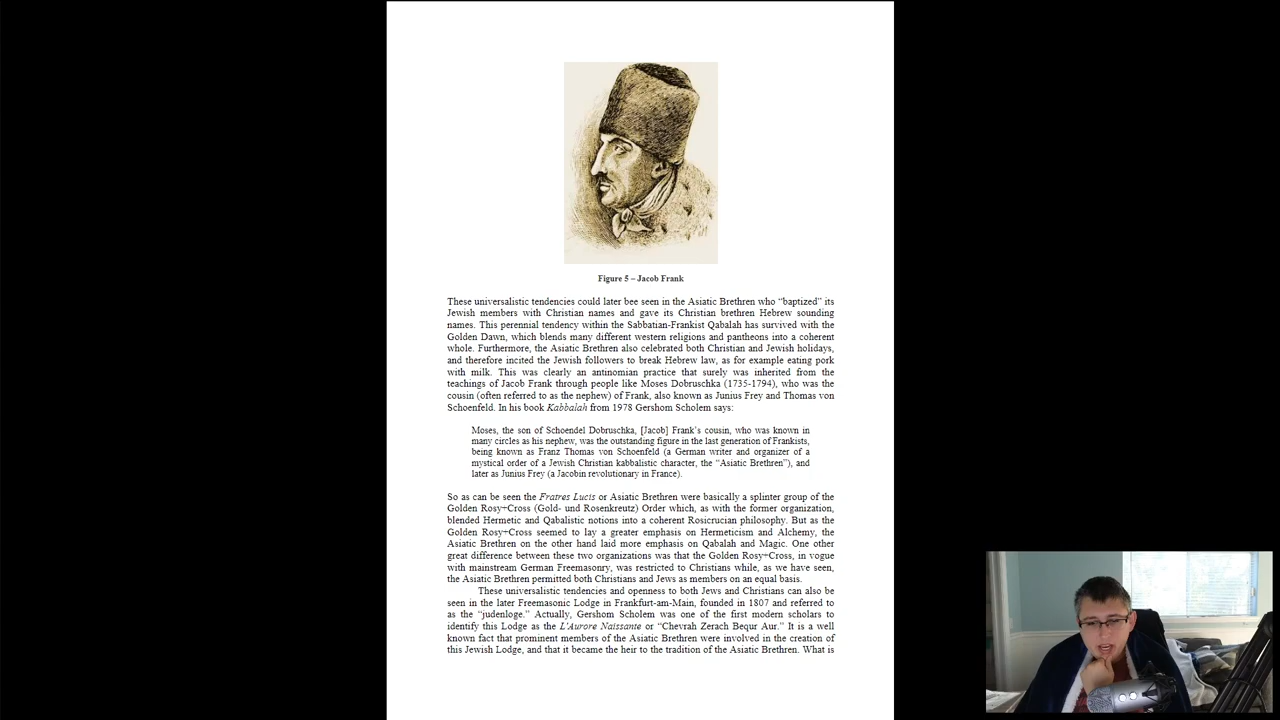 Figure 5 – Jacob Frank
These universalistic tendencies could later bee seen in the Asiatic Brethren who “baptized” its
Jewish members with Christian names and gave its Christian brethren Hebrew sounding
names. This perennial tendency within the Sabbatian-Frankist Qabalah has survived with the
Golden Dawn, which blends many different western religions and pantheons into a coherent
whole. Furthermore, the Asiatic Brethren also celebrated both Christian and Jewish holidays,
and therefore incited the Jewish followers to break Hebrew law, as for example eating pork
with milk. This was clearly an antinomian practice that surely was inherited from the
teachings of Jacob Frank through people like Moses Dobruschka (1735-1794), who was the
cousin (often referred to as the nephew) of Frank, also known as Junius Frey and Thomas von
Schoenfeld. In his book Kabbalah from 1978 Gershom Scholem says:
Moses, the son of Schoendel Dobruschka, [Jacob] Frank’s cousin, who was known in
many circles as his nephew, was the outstanding figure in the last generation of Frankists,
being known as Franz Thomas von Schoenfeld (a German writer and organizer of a
mystical order of a Jewish Christian kabbalistic character, the “Asiatic Brethren”), and
later as Junius Frey (a Jacobin revolutionary in France).
So as can be seen the Fratres Lucis or Asiatic Brethren were basically a splinter group of the
Golden Rosy+Cross (Gold- und Rosenkreutz) Order which, as with the former organization,
blended Hermetic and Qabalistic notions into a coherent Rosicrucian philosophy. But as the
Golden Rosy+Cross seemed to lay a greater emphasis on Hermeticism and Alchemy, the
Asiatic Brethren on the other hand laid more emphasis on Qabalah and Magic. One other
great difference between these two organizations was that the Golden Rosy+Cross, in vogue
with mainstream German Freemasonry, was restricted to Christians while, as we have seen,
the Asiatic Brethren permitted both Christians and Jews as members on an equal basis.
These universalistic tendencies and openness to both Jews and Christians can also be
seen in the later Freemasonic Lodge in Frankfurt-am-Main, founded in 1807 and referred to
as the “judenloge.” Actually, Gershom Scholem was one of the first modern scholars to
identify this Lodge as the L’Aurore Naissante or “Chevrah Zerach Bequr Aur.” It is a well
known fact that prominent members of the Asiatic Brethren were involved in the creation of
this Jewish Lodge, and that it became the heir to the tradition of the Asiatic Brethren. What is